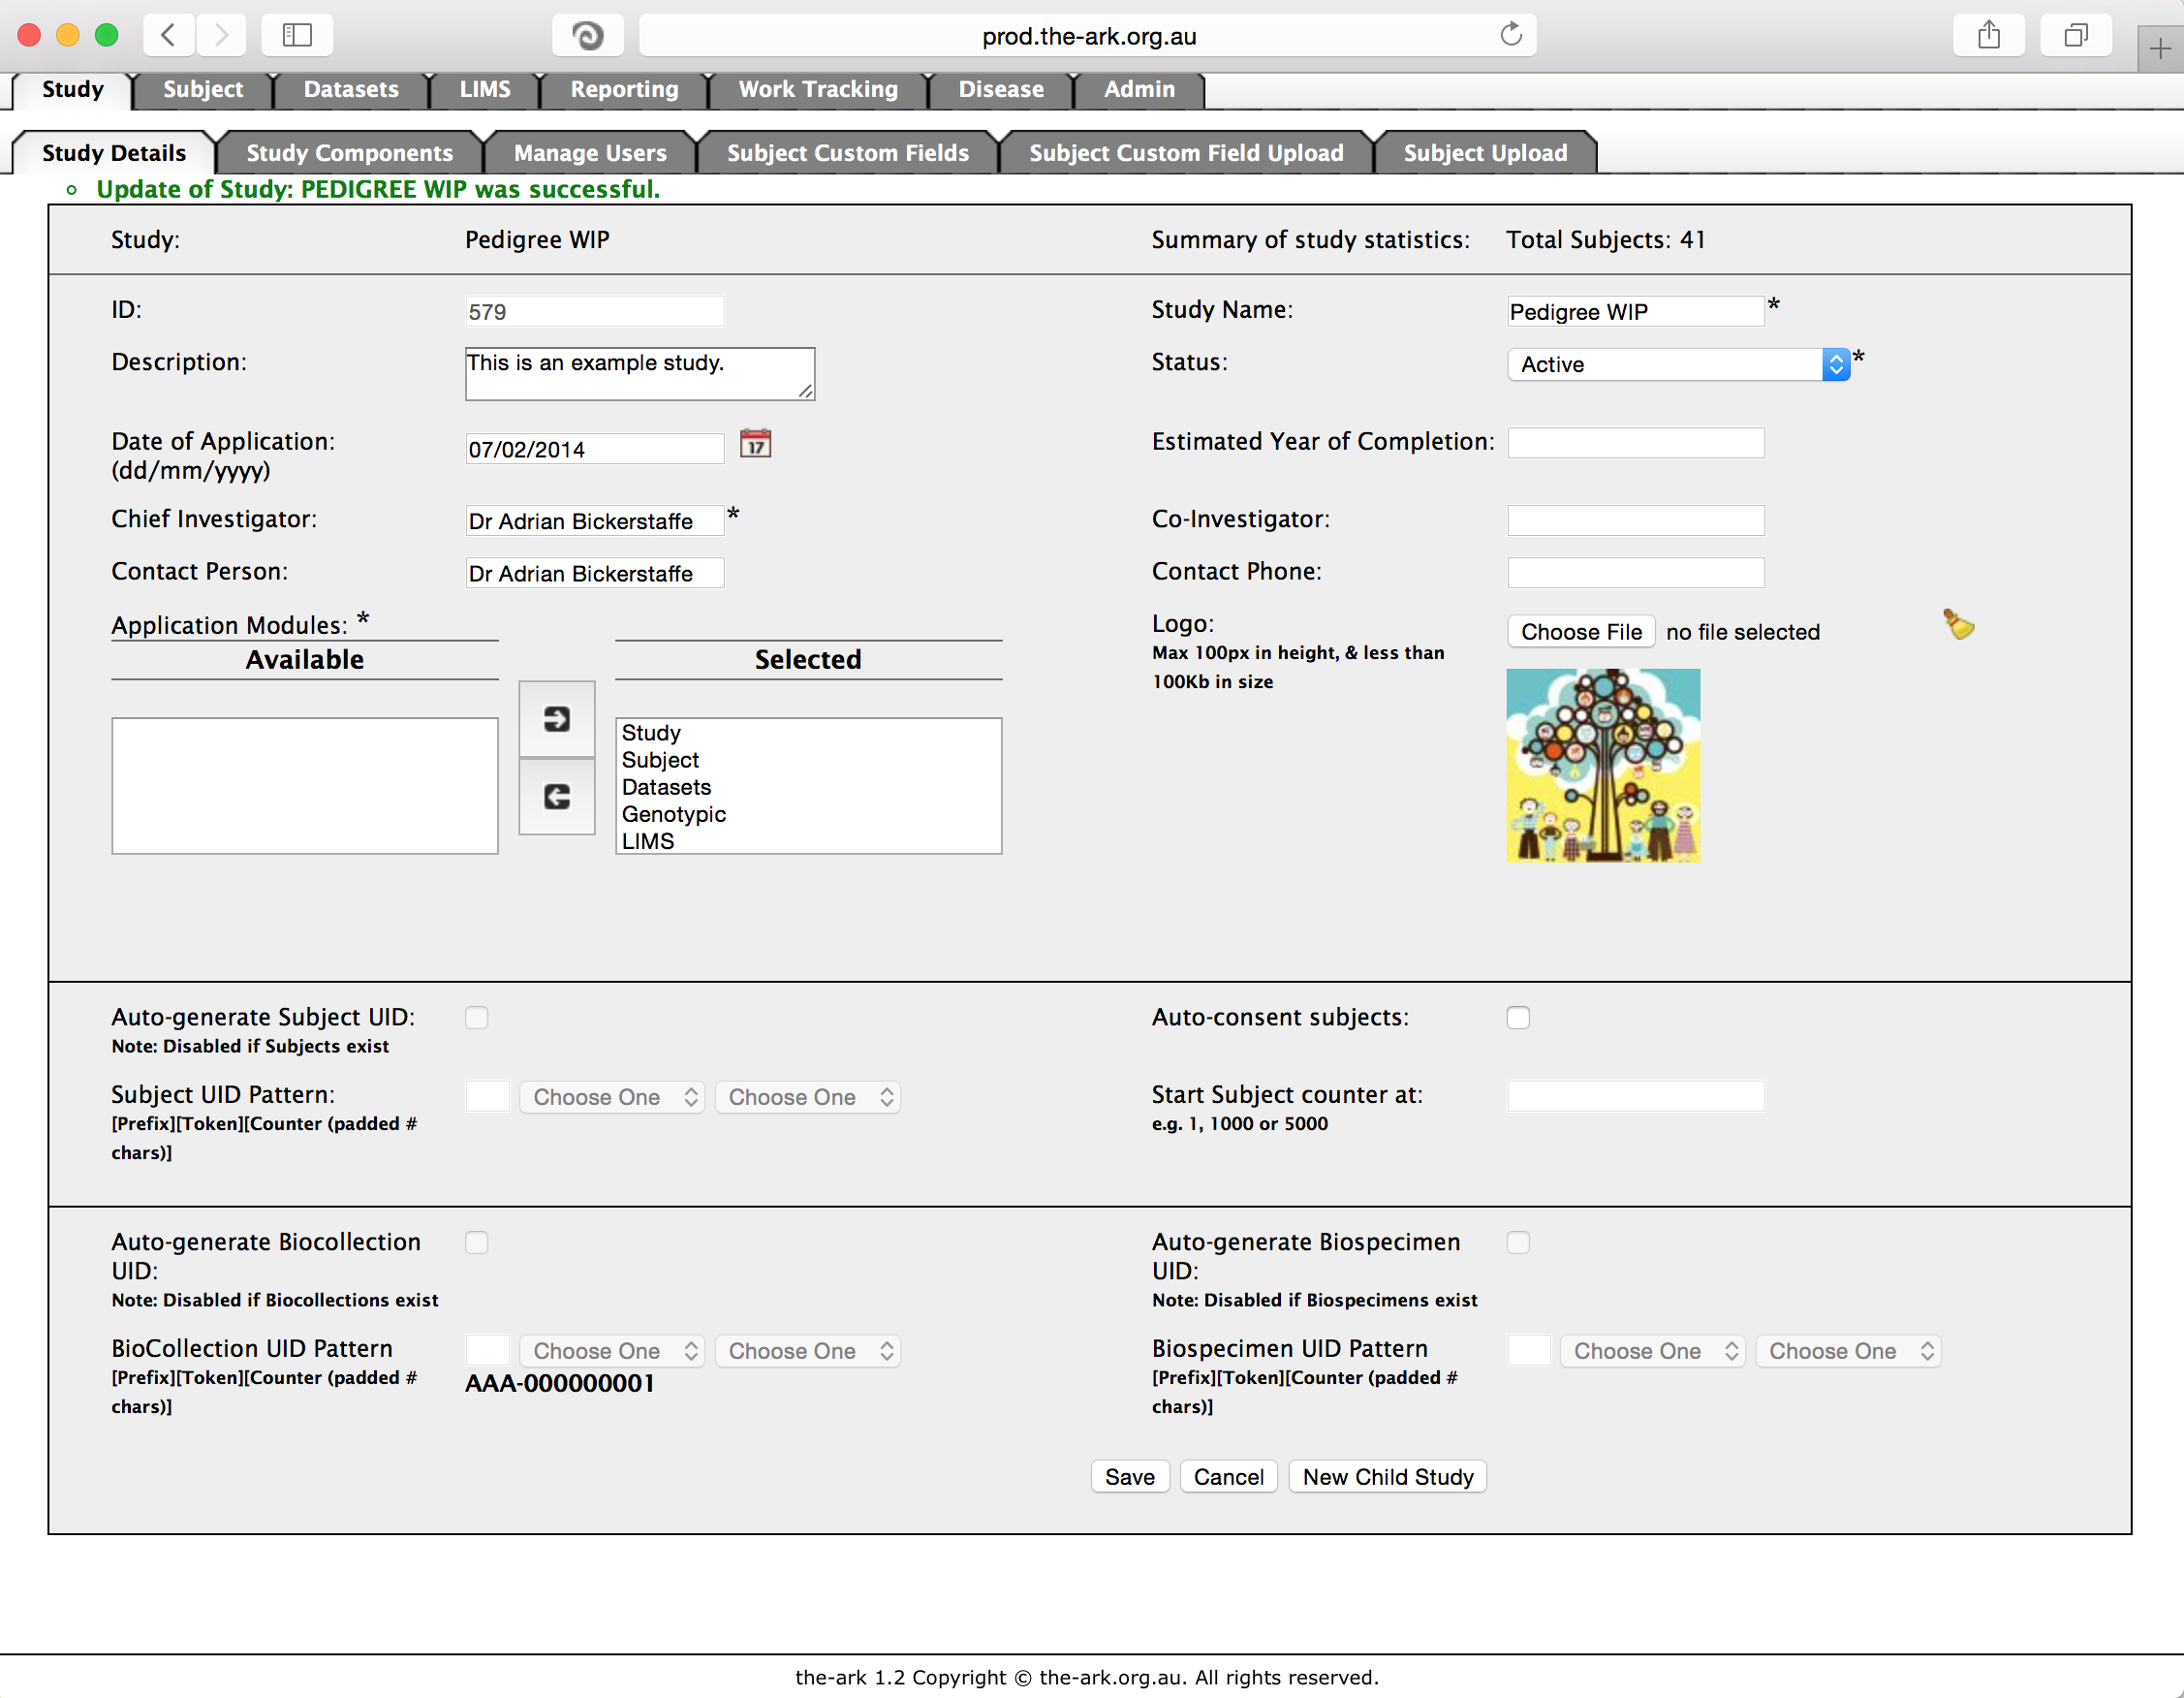 prod.the-ark.org.au
Study Subject Datasets LIMS Reporting Work Tracking Disease Admin
Study Details Study Components Manage Users Subject Custom Fields Subject Custom Field Upload Subject Upload
Update of Study: PEDIGREE WIP was successful.
Study: Pedigree WIP Summary of study statistics: Total Subjects: 41
ID: 579 Study Name: Pedigree WIP *
Description: This is an example study. Status: Active *
Date of Application: 07/02/2014 17 Estimated Year of Completion:
(dd/mm/yyyy)
Chief Investigator: Dr Adrian Bickerstaffe * Co-Investigator:
Contact Person: Dr Adrian Bickerstaffe Contact Phone:
Application Modules: * Logo: Choose File no file selected
Max 100px in height, & less than
100Kb in size
Available Selected
Study
Subject
Datasets
Genotypic
LIMS
Auto-generate Subject UID: Auto-consent subjects:
Note: Disabled if Subjects exist
Subject UID Pattern: Choose One Choose One Start Subject counter at:
[Prefix][Token][Counter (padded # e.g. 1, 1000 or 5000
chars)]
Auto-generate Biocollection Auto-generate Biospecimen
UID: UID:
Note: Disabled if Biocollections exist Note: Disabled if Biospecimens exist
BioCollection UID Pattern Choose One Choose One Biospecimen UID Pattern Choose One Choose One
[Prefix][Token][Counter (padded # AAA-000000001 [Prefix][Token][Counter (padded #
chars)] chars)]
Save Cancel New Child Study
the-ark 1.2 Copyright © the-ark.org.au. All rights reserved.